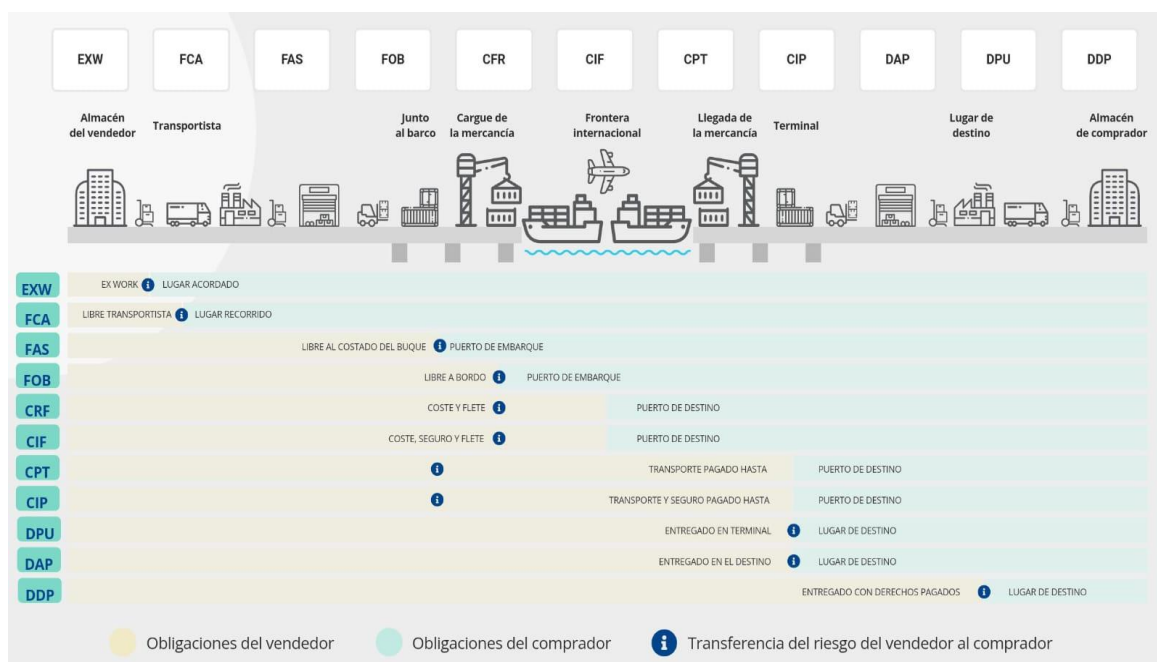 EXW
FCA
FAS
FOB
CFR
CIF
CPT
CIP
DAP
DPU
DDP
Almacén
del vendedor
Transportista
Junto
al barco
Cargue de
la mercancía
Frontera
internacional
Llegada de
la mercancía
Terminal
Lugar de
destino
Almacén
de comprador
EXW EX WORK i LUGAR ACORDADO
FCA LIBRE TRANSPORTISTA i LUGAR RECORRIDO
FAS LIBRE AL COSTADO DEL BUQUE i PUERTO DE EMBARQUE
FOB LIBRE A BORDO i PUERTO DE EMBARQUE
CRF COSTE Y FLETE i PUERTO DE DESTINO
CIF COSTE, SEGURO Y FLETE i PUERTO DE DESTINO
CPT i TRANSPORTE PAGADO HASTA PUERTO DE DESTINO
CIP i TRANSPORTE Y SEGURO PAGADO HASTA PUERTO DE DESTINO
DPU ENTREGADO EN TERMINAL i LUGAR DE DESTINO
DAP ENTREGADO EN EL DESTINO i LUGAR DE DESTINO
DDP ENTREGADO CON DERECHOS PAGADOS i LUGAR DE DESTINO
Obligaciones del vendedor
Obligaciones del comprador
i Transferencia del riesgo del vendedor al comprador